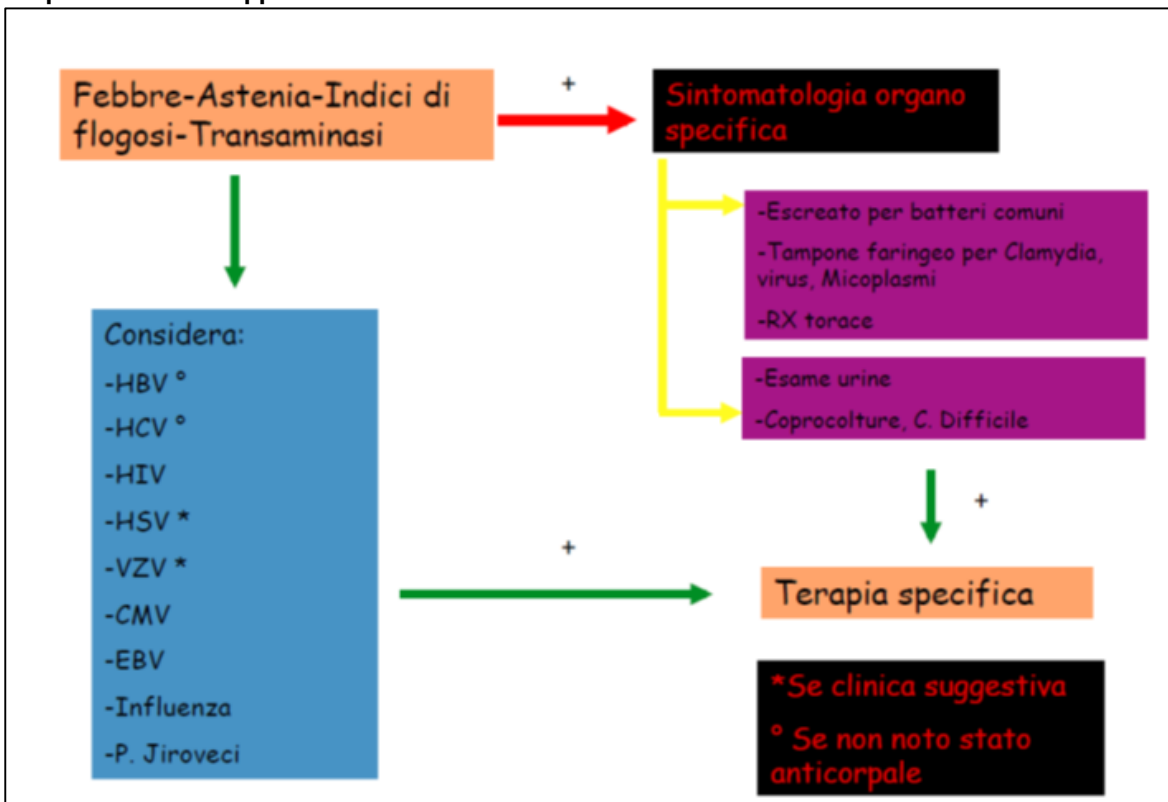 Febbre-Astenia-Indici di
flogosi-Transaminasi
+
Sintomatologia organo
specifica
-Escreato per batteri comuni
-Tampone faringeo per Clamydia,
virus, Micoplasmi
-RX torace
-Esame urine
-Coprocolture, C. Difficile
Considera:
-HBV °
-HCV °
-HIV
-HSV *
-VZV *
-CMV
-EBV
-Influenza
-P. Jiroveci
+
+
Terapia specifica
*Se clinica suggestiva
° Se non noto stato
anticorpale